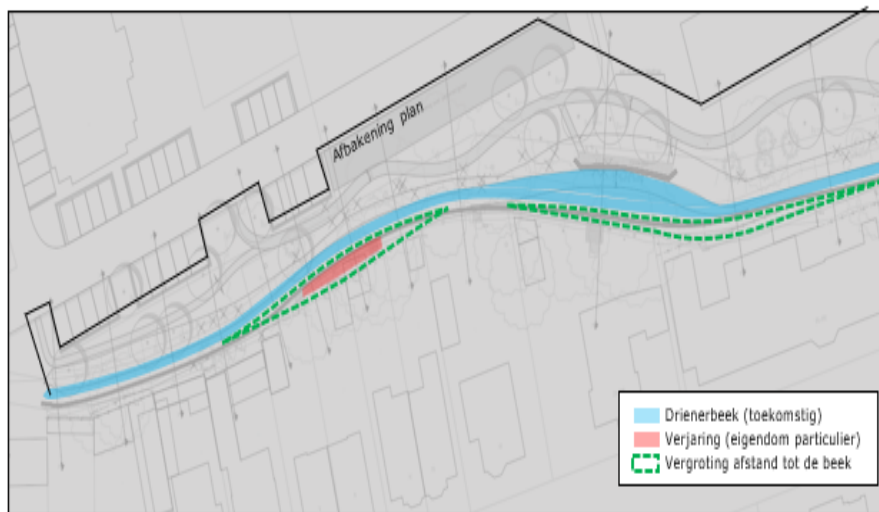 Afbakening plan
Drienerbeek (toekomstig)
Verjaring (eigendom particulier)
Vergroting afstand tot de beek